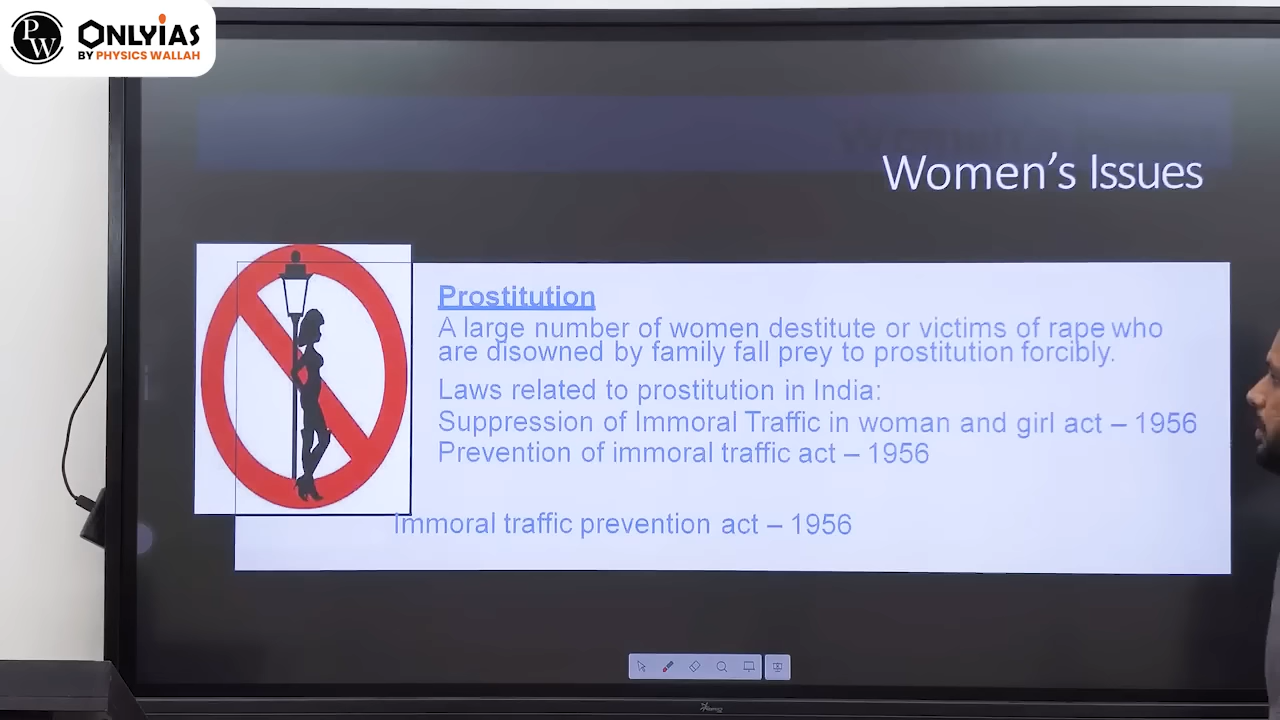 PW
ONLYIAS
BY PHYSICS WALLAH
Women's Issues
Prostitution
A large number of women destitute or victims of rape who
are disowned by family fall prey to prostitution forcibly.
Laws related to prostitution in India:
Suppression of Immoral Traffic in woman and girl act – 1956
Prevention of immoral traffic act – 1956
Immoral traffic prevention act – 1956